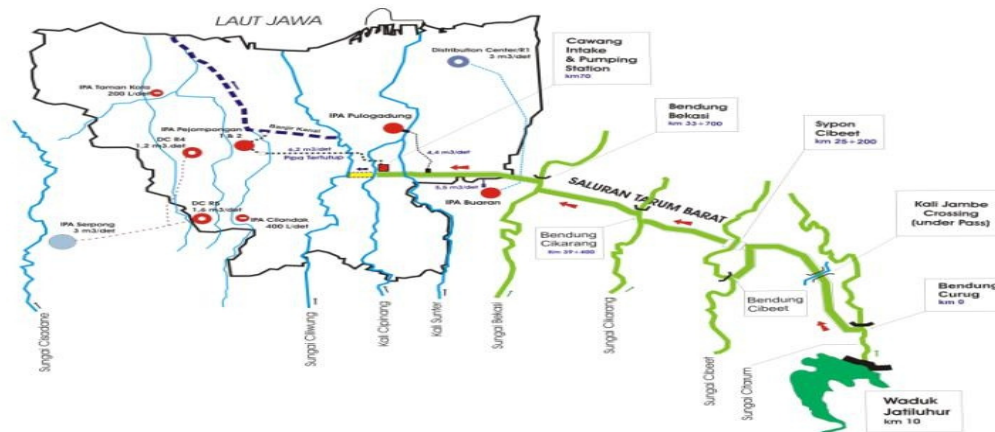 LAUT JAWA
Cawang
Intake
& Pumping
Station
km70
Distribution Center/R1
3 m3/det
IPA Taman Kota
200 L/det
Bendung
Bekasi
km 33+700
IPA Pulogadung
Banjir Kanal
Sypon
Cibeet
km 25+200
IPA Pejompongan
1 & 2
DC R4
1,2 m3.det
6,2 m3/det
Pipa Tertutup
4,4 m3/det
5,5 m3/det
IPA Buaran
SALURAN TARUM BARAT
Kali Jambe
Crossing
(under Pass)
DC R5
1,6 m3/det
IPA Cilandak
400 L/det
IPA Serpong
3 m3/det
Bendung
Cikarang
Bendung
Cibeet
Bendung
Curug
km 0
Sungai Cisadane
Sungai Ciliwung
Kali Cipinang
Kali Sunter
Sungai Bekasi
Sungai Cikarang
Sungai Cibeet
Sungai Citarum
Waduk
Jatiluhur
km 10